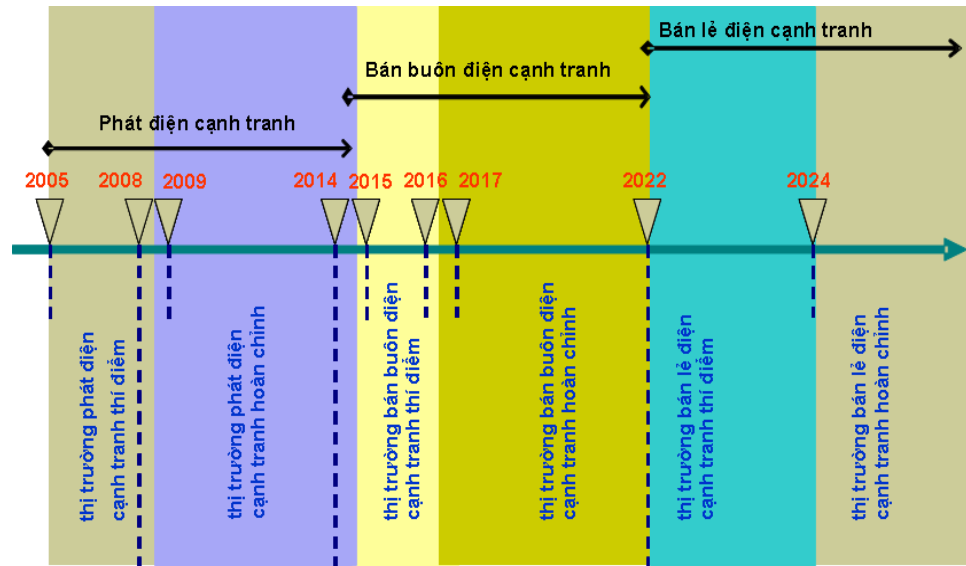 Bán lẻ điện cạnh tranh
Bán buôn điện cạnh tranh
Phát điện cạnh tranh
2005 2008 2009 2014 2015 2016 2017 2022 2024
thị trường phát điện
cạnh tranh thí điểm
thị trường phát điện
cạnh tranh hoàn chỉnh
thị trường bán buôn điện
cạnh tranh thí điểm
thị trường bán buôn điện
cạnh tranh hoàn chỉnh
thị trường bán lẻ điện
cạnh tranh thí điểm
thị trường bán lẻ điện
cạnh tranh hoàn chỉnh